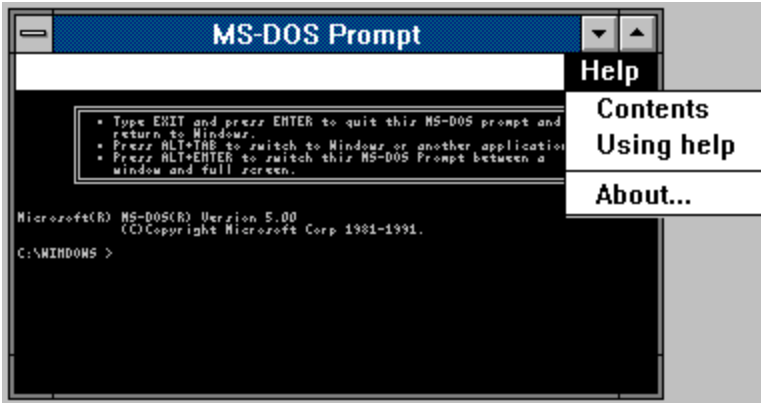 MS-DOS Prompt
Help
Contents
Using help
About...
• Type EXIT and press ENTER to quit this MS-DOS prompt and
return to Windows.
• Press ALT+TAB to switch to Windows or another application
• Press ALT+ENTER to switch this MS-DOS Prompt between a
window and full screen.
Microsoft(R) MS-DOS(R) Version 5.00
(C)Copyright Microsoft Corp 1981-1991.
C:\WINDOWS >